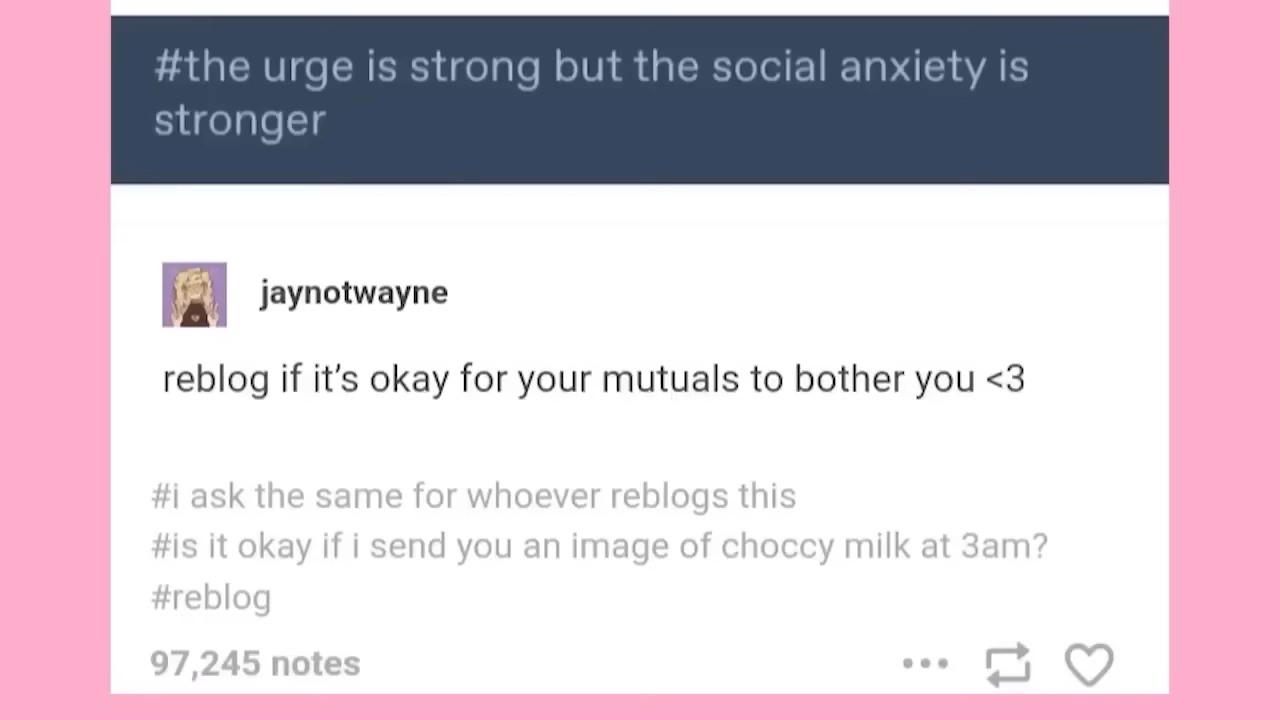 #the urge is strong but the social anxiety is
stronger
jaynotwayne
reblog if it’s okay for your mutuals to bother you <3
#i ask the same for whoever reblogs this
#is it okay if i send you an image of choccy milk at 3am?
#reblog
97,245 notes